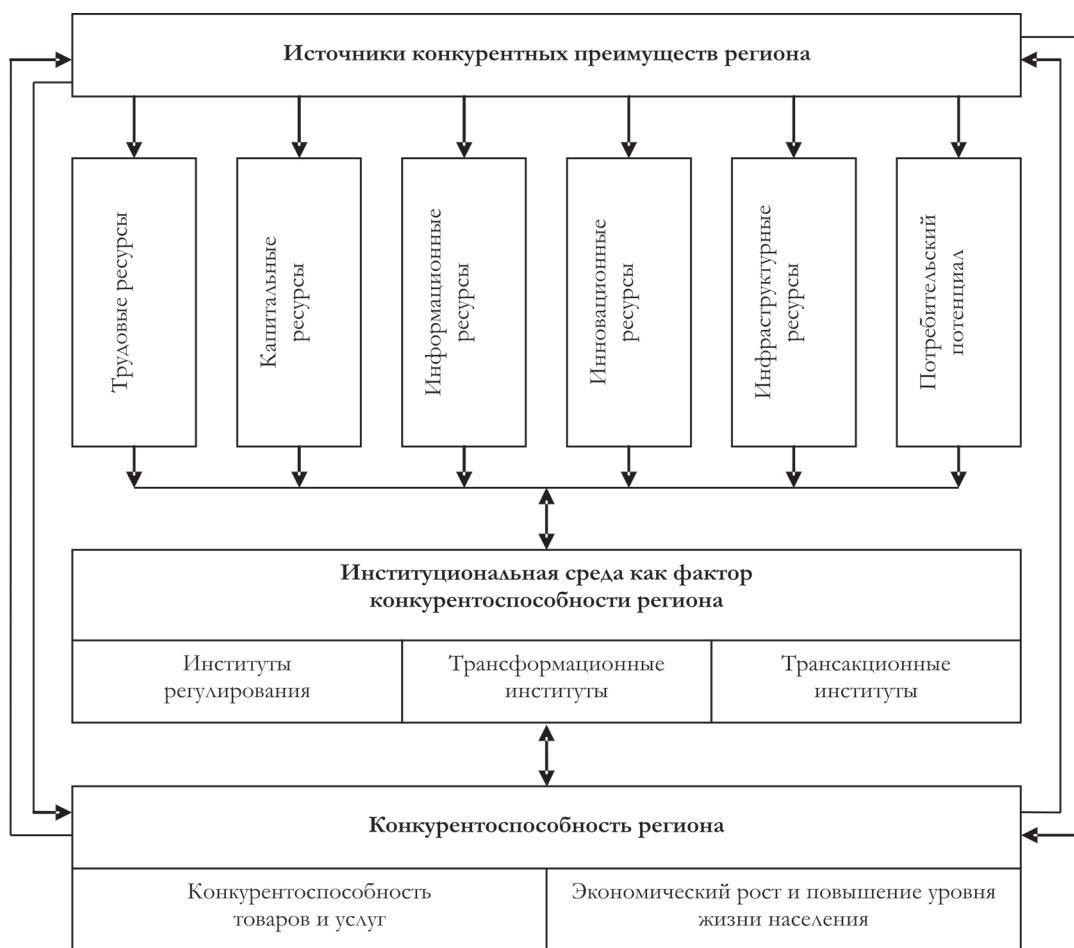 Источники конкурентных преимуществ региона
Трудовые ресурсы
Капитальные
ресурсы
Информационные
ресурсы
Инновационные
ресурсы
Инфраструктурные
ресурсы
Потребительский
потенциал
Институциональная среда как фактор
конкурентоспособности региона
Институты
регулирования
Трансформационные
институты
Трансакционные
институты
Конкурентоспособность региона
Конкурентоспособность
товаров и услуг
Экономический рост и повышение уровня
жизни населения